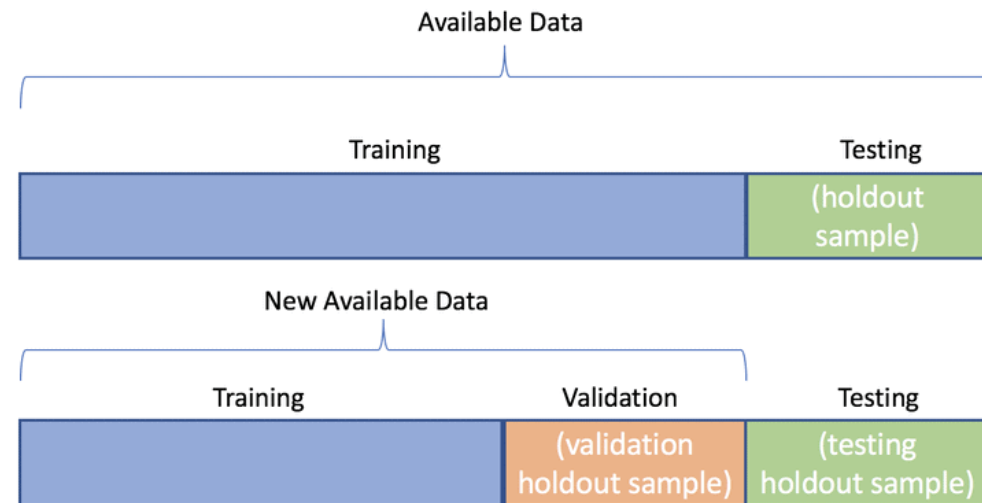 Available Data
Training
Testing
(holdout
sample)
New Available Data
Training
Validation
Testing
(validation
holdout sample)
(testing
holdout sample)